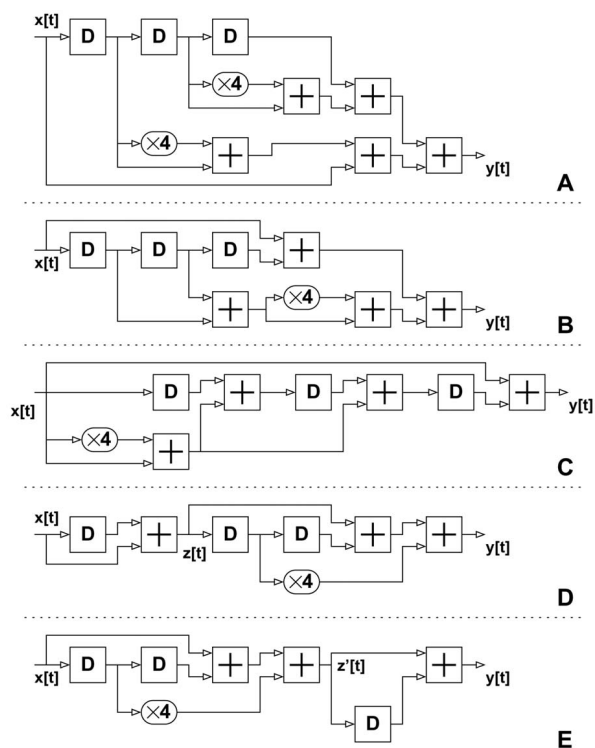 x[t]
D D D
×4
+ +
×4
+ + +
y[t]
A
x[t]
D D D +
+ ×4 + +
y[t]
B
x[t]
D + D + D +
y[t]
×4
+
C
x[t]
D + D D + +
z[t]
y[t]
×4
D
x[t]
D D + + +
z'[t]
y[t]
×4
D
E